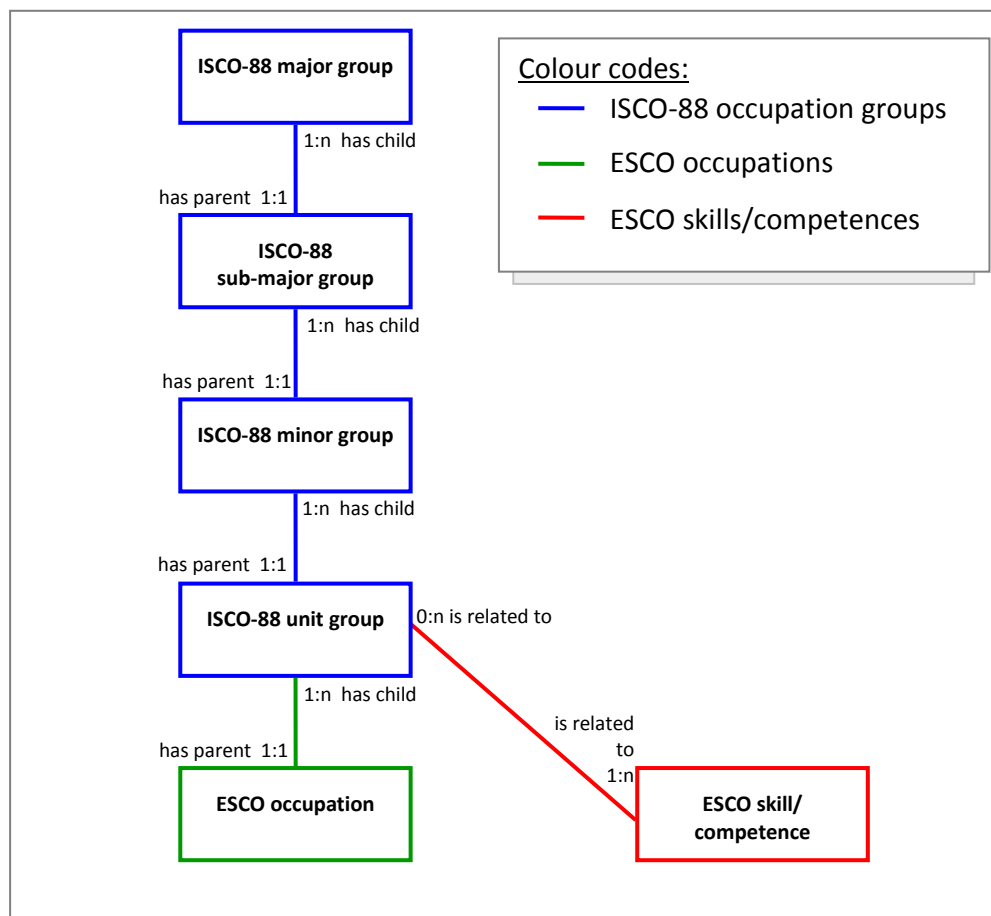 ISCO-88 major group
1:n has child
has parent 1:1
ISCO-88
sub-major group
1:n has child
has parent 1:1
ISCO-88 minor group
1:n has child
has parent 1:1
ISCO-88 unit group
0:n is related to
1:n has child
has parent 1:1
ESCO occupation
is related
to
1:n
ESCO skill/
competence
Colour codes:
ISCO-88 occupation groups
ESCO occupations
ESCO skills/competences